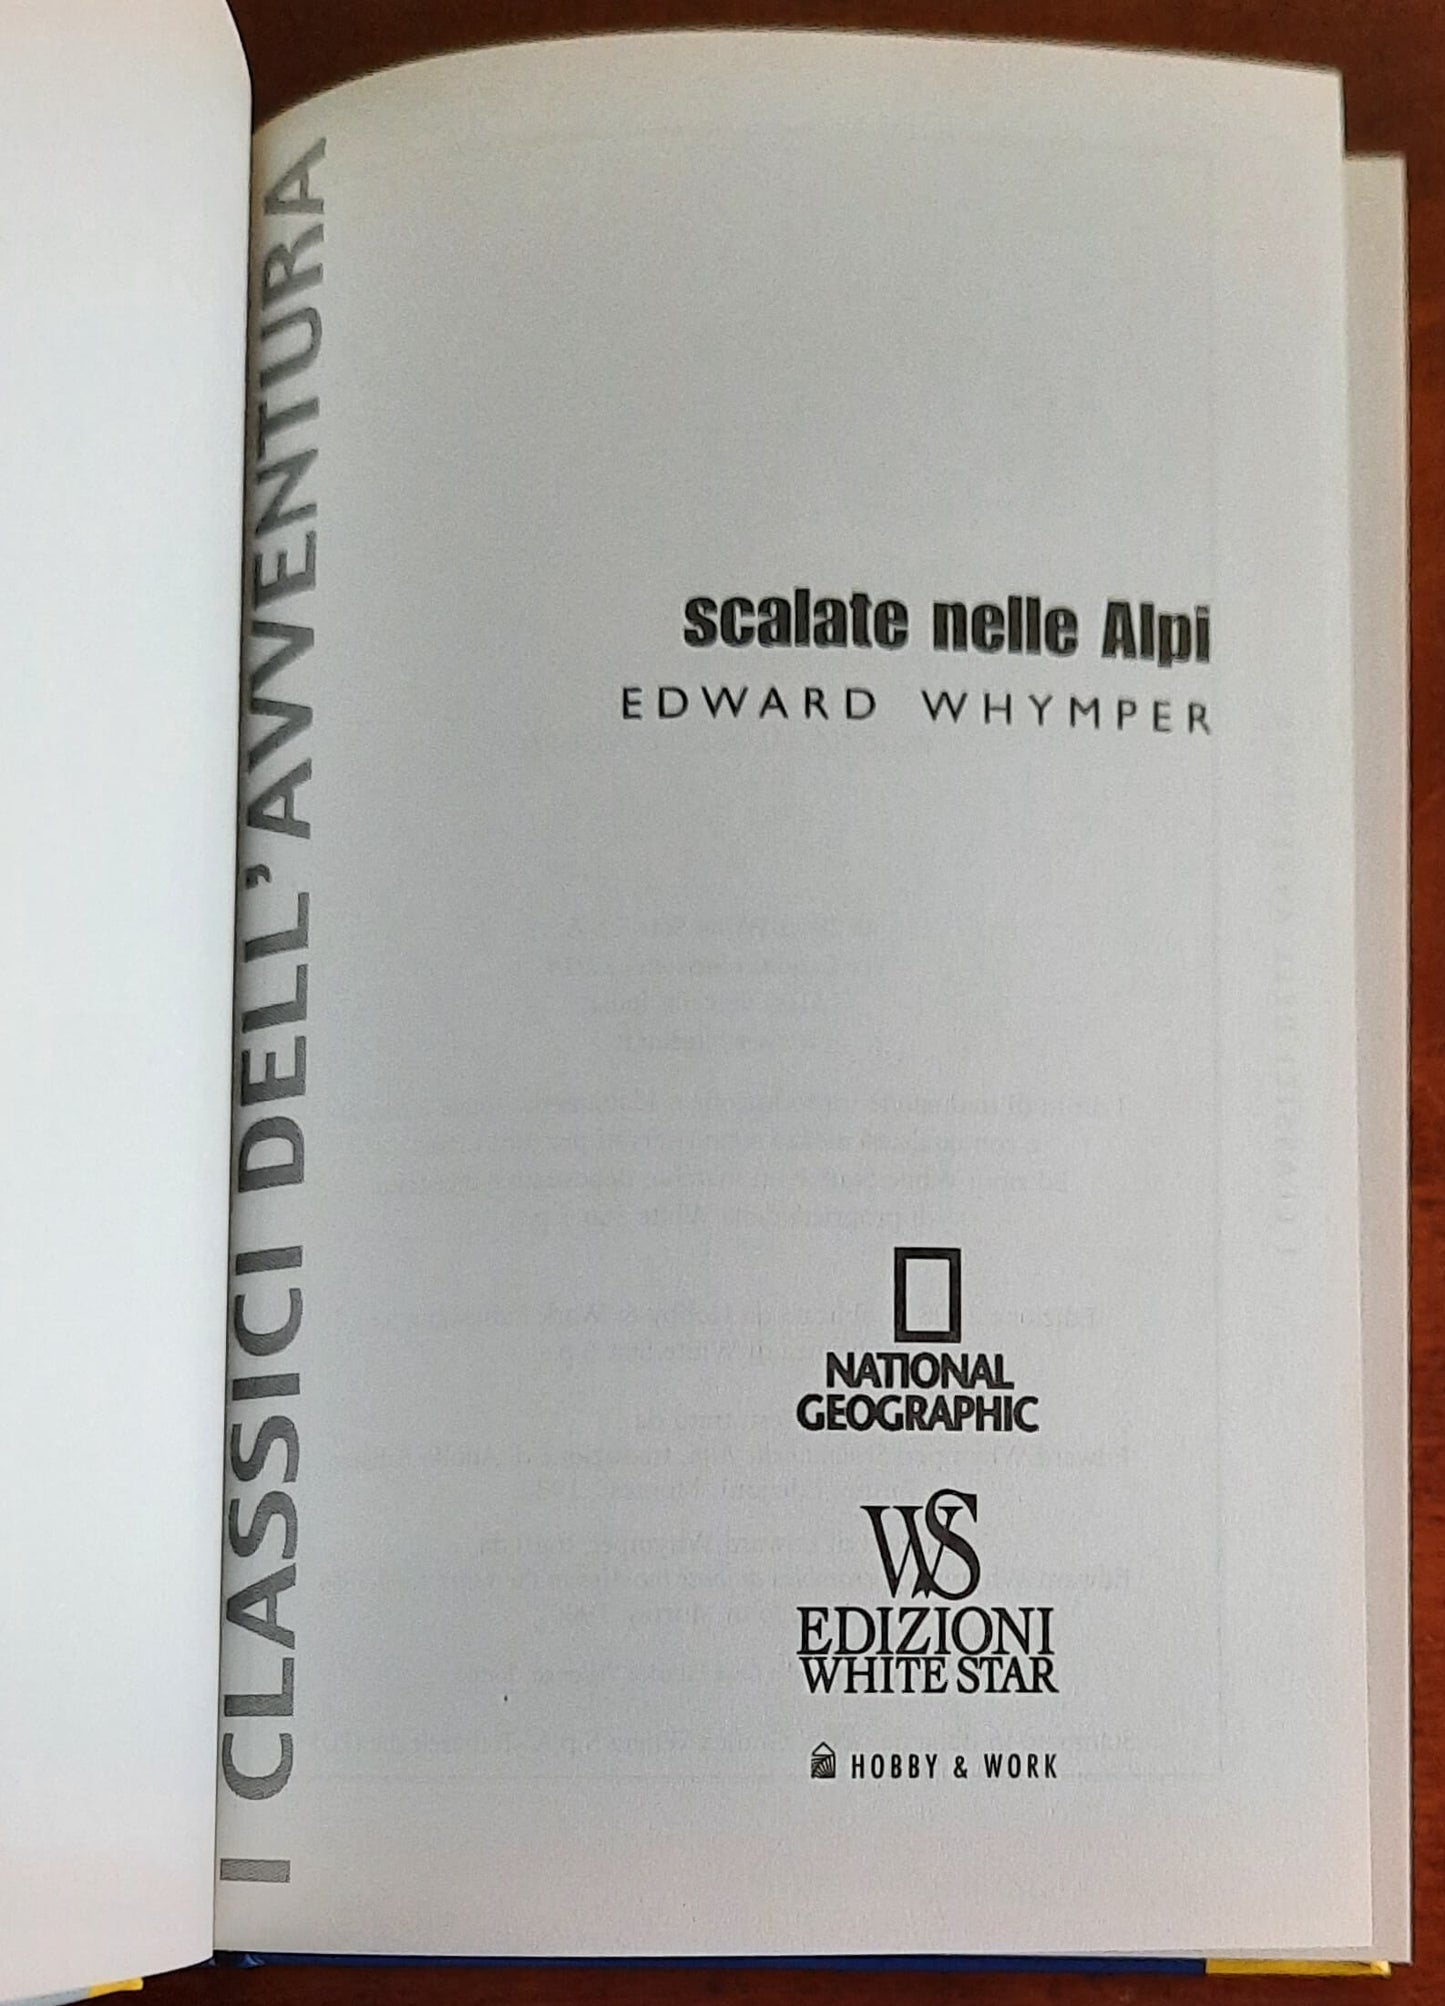 I CLASSICI DELL'AVVENTURA
scalate nelle Alpi
EDWARD WHYMPER
NATIONAL
GEOGRAPHIC
WS
EDIZIONI
WHITE STAR
HOBBY & WORK